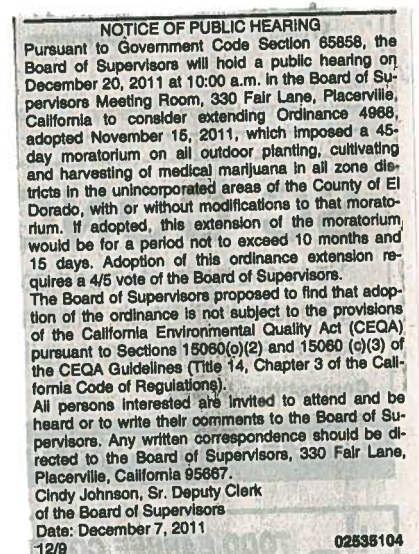 NOTICE OF PUBLIC HEARING
Pursuant to Government Code Section 65858, the
Board of Supervisors will hold a public hearing on
December 20, 2011 at 10:00 a.m. in the Board of Su-
pervisors Meeting Room, 330 Fair Lane, Placerville,
California to consider extending Ordinance 4968,
adopted November 15, 2011, which imposed a 45-
day moratorium on all outdoor planting, cultivating
and harvesting of medical marijuana in all zone dis-
tricts in the unincorporated areas of the County of El
Dorado, with or without modifications to that morato-
rium. If adopted, this extension of the moratorium
would be for a period not to exceed 10 months and
15 days. Adoption of this ordinance extension re-
quires a 4/5 vote of the Board of Supervisors.
The Board of Supervisors proposed to find that adop-
tion of the ordinance is not subject to the provisions
of the California Environmental Quality Act (CEQA)
pursuant to Sections 15060(o)(2) and 15060 (c)(3) of
the CEQA Guidelines (Title 14, Chapter 3 of the Cali-
fornia Code of Regulations).
All persons interested are invited to attend and be
heard or to write their comments to the Board of Su-
pervisors. Any written correspondence should be di-
rected to the Board of Supervisors, 330 Fair Lane,
Placerville, California 95667.
Cindy Johnson, Sr. Deputy Clerk
of the Board of Supervisors
Date: December 7, 2011
12/9 02535104